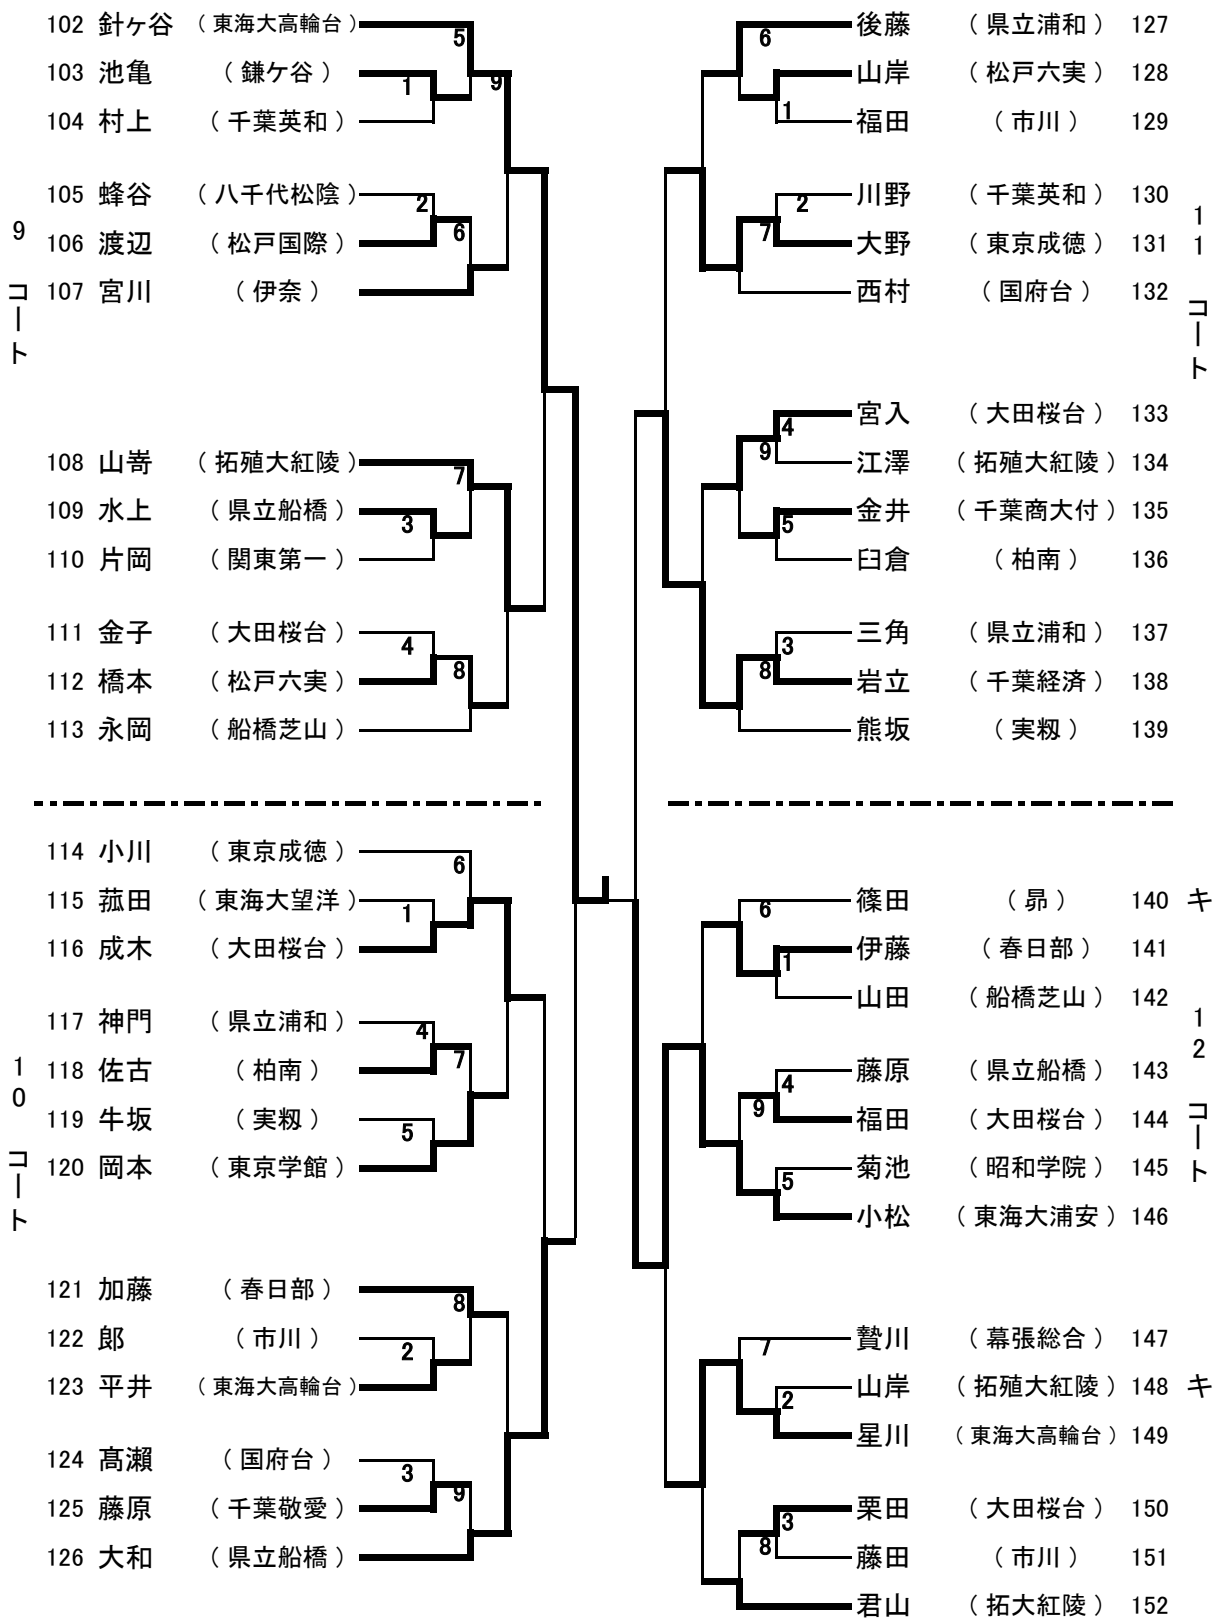 102 針ヶ谷 （東海大高輪台）
5
103 池亀 （鎌ケ谷）
1
9
104 村上 （千葉英和）
105 蜂谷 （八千代松陰）
2
106 渡辺 （松戸国際）
6
107 宮川 （伊奈）
9コート
108 山嵜 （拓殖大紅陵）
7
109 水上 （県立船橋）
3
110 片岡 （関東第一）
111 金子 （大田桜台）
4
112 橋本 （松戸六実）
8
113 永岡 （船橋芝山）
114 小川 （東京成徳）
6
115 菰田 （東海大望洋）
1
116 成木 （大田桜台）
117 神門 （県立浦和）
4
118 佐古 （柏南）
7
119 牛坂 （実籾）
5
120 岡本 （東京学館）
10コート
121 加藤 （春日部）
8
122 郎 （市川）
2
123 平井 （東海大高輪台）
124 髙瀬 （国府台）
3
125 藤原 （千葉敬愛）
9
126 大和 （県立船橋）
後藤 （県立浦和） 127
6
山岸 （松戸六実） 128
1
福田 （市川） 129
川野 （千葉英和） 130
2
大野 （東京成徳） 131
7
西村 （国府台） 132
11コート
宮入 （大田桜台） 133
4
9
江澤 （拓殖大紅陵） 134
金井 （千葉商大付） 135
5
臼倉 （柏南） 136
三角 （県立浦和） 137
3
岩立 （千葉経済） 138
8
熊坂 （実籾） 139
篠田 （昴） 140 キ
6
伊藤 （春日部） 141
1
山田 （船橋芝山） 142
藤原 （県立船橋） 143
4
福田 （大田桜台） 144
9
菊池 （昭和学院） 145
5
小松 （東海大浦安） 146
12コート
贄川 （幕張総合） 147
7
山岸 （拓殖大紅陵） 148 キ
2
星川 （東海大高輪台） 149
栗田 （大田桜台） 150
3
8
藤田 （市川） 151
君山 （拓大紅陵） 152